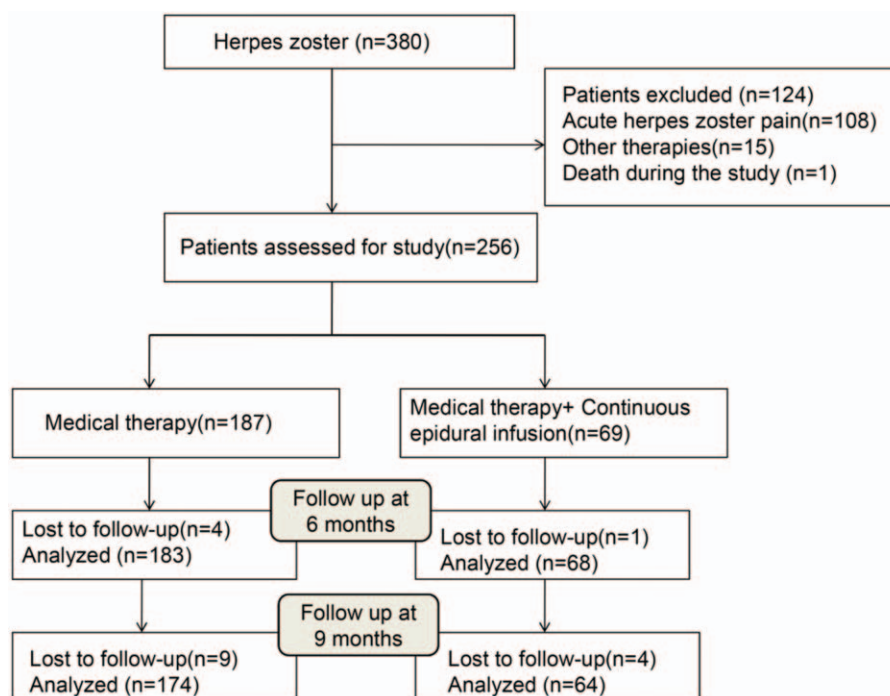 Herpes zoster (n=380)
Patients excluded (n=124)
Acute herpes zoster pain(n=108)
Other therapies(n=15)
Death during the study (n=1)
Patients assessed for study(n=256)
Medical therapy(n=187)
Medical therapy+ Continuous
epidural infusion(n=69)
Follow up at
6 months
Lost to follow-up(n=4)
Analyzed (n=183)
Lost to follow-up(n=1)
Analyzed (n=68)
Follow up at
9 months
Lost to follow-up(n=9)
Analyzed (n=174)
Lost to follow-up(n=4)
Analyzed (n=64)